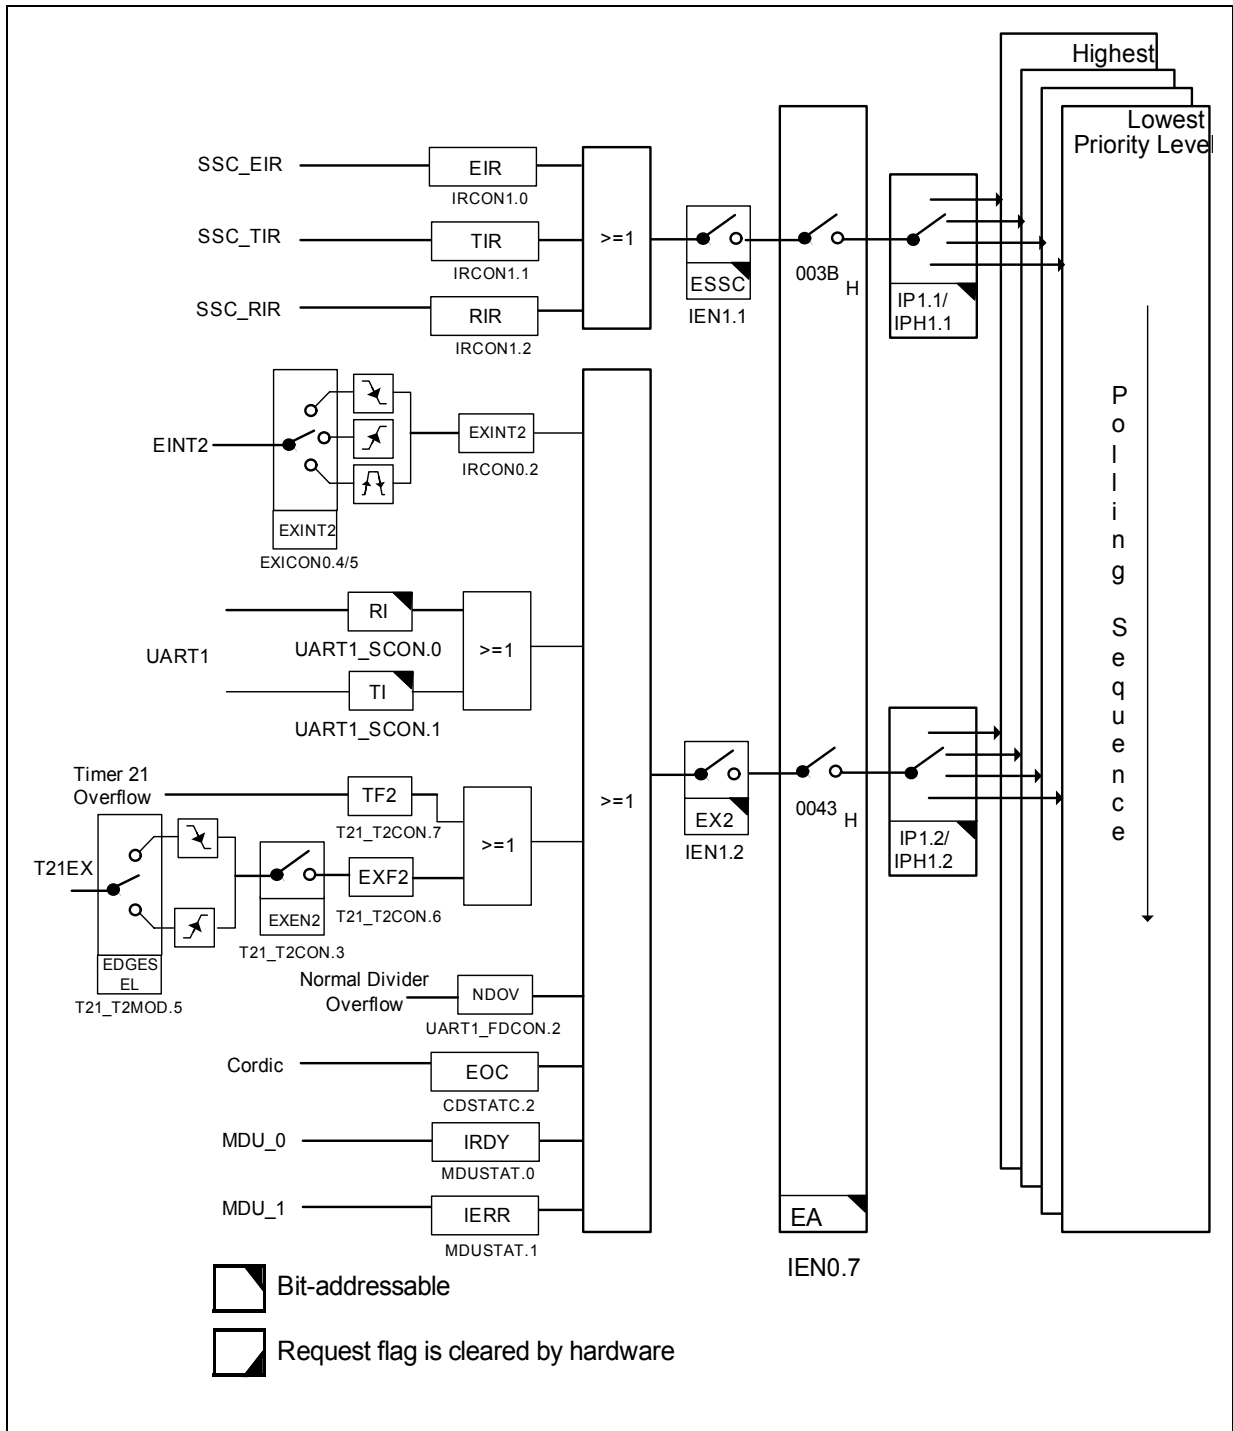 Highest
Lowest
Priority Level
SSC_EIR
EIR
IRCON1.0
SSC_TIR
TIR
IRCON1.1
SSC_RIR
RIR
IRCON1.2
>=1
ESSC
IEN1.1
003B H
IP1.1/
IPH1.1
EINT2
EXINT2
EXICON0.4/5
EXINT2
IRCON0.2
UART1
RI
UART1_SCON.0
TI
UART1_SCON.1
>=1
Timer 21
Overflow
TF2
T21_T2CON.7
T21EX
EDGES
EL
T21_T2MOD.5
EXEN2
T21_T2CON.3
EXF2
T21_T2CON.6
>=1
Normal Divider
Overflow
NDOV
UART1_FDCON.2
Cordic
EOC
CDSTATC.2
MDU_0
IRDY
MDUSTAT.0
MDU_1
IERR
MDUSTAT.1
>=1
EX2
IEN1.2
0043 H
IP1.2/
IPH1.2
EA
IEN0.7
Polling Sequence
Bit-addressable
Request flag is cleared by hardware